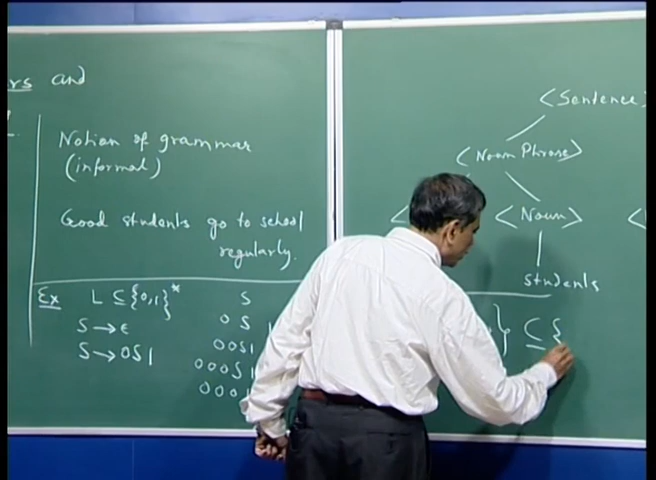 rs and
Notion of grammar
(informal)
Good students go to school
regularly.
Ex L ⊆ {0,1}*
S → ε
S → 0S1
S
0S
00S1
000S1
000
<Sentence>
<Noun Phrase>
<
<Noun>
<
students
} ⊆ {